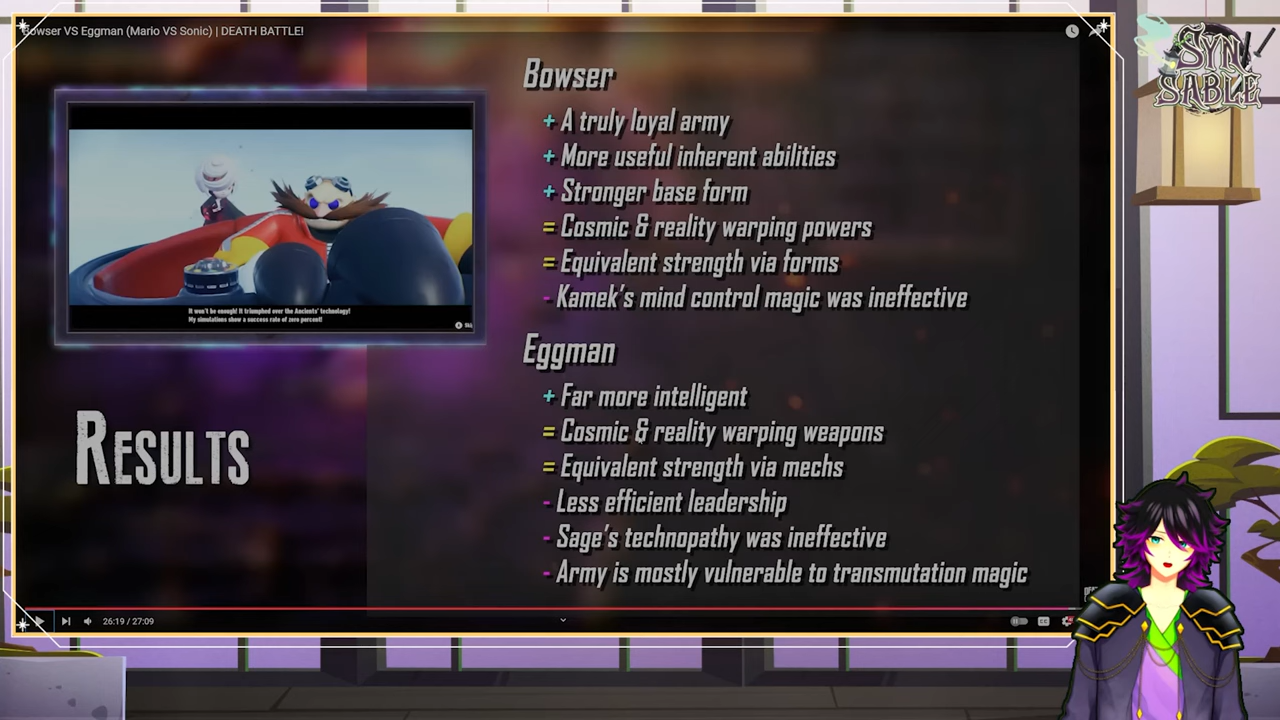 Bowser VS Eggman (Mario VS Sonic) | DEATH BATTLE!
SYN
SABLE
Bowser
+ A truly loyal army
+ More useful inherent abilities
+ Stronger base form
= Cosmic & reality warping powers
= Equivalent strength via forms
- Kamek's mind control magic was ineffective
It won't be enough! It triumphed over the Ancients' technology!
My simulations show a success rate of zero percent!
Eggman
+ Far more intelligent
= Cosmic & reality warping weapons
= Equivalent strength via mechs
- Less efficient leadership
- Sage's technopathy was ineffective
- Army is mostly vulnerable to transmutation magic
RESULTS
26:19 / 27:09
CC